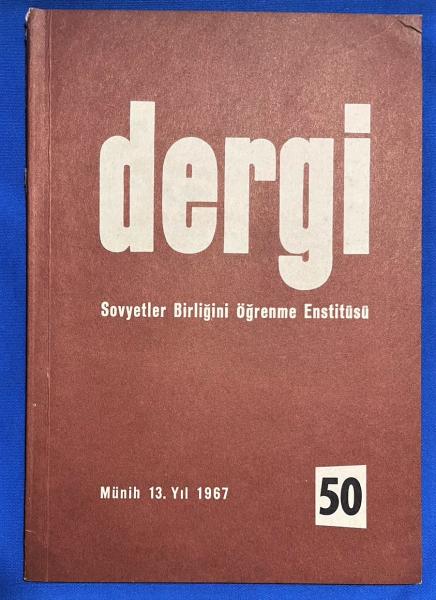 dergi
Sovyetler Birliğini Öğrenme Enstitüsü
Münih 13. Yıl 1967
50